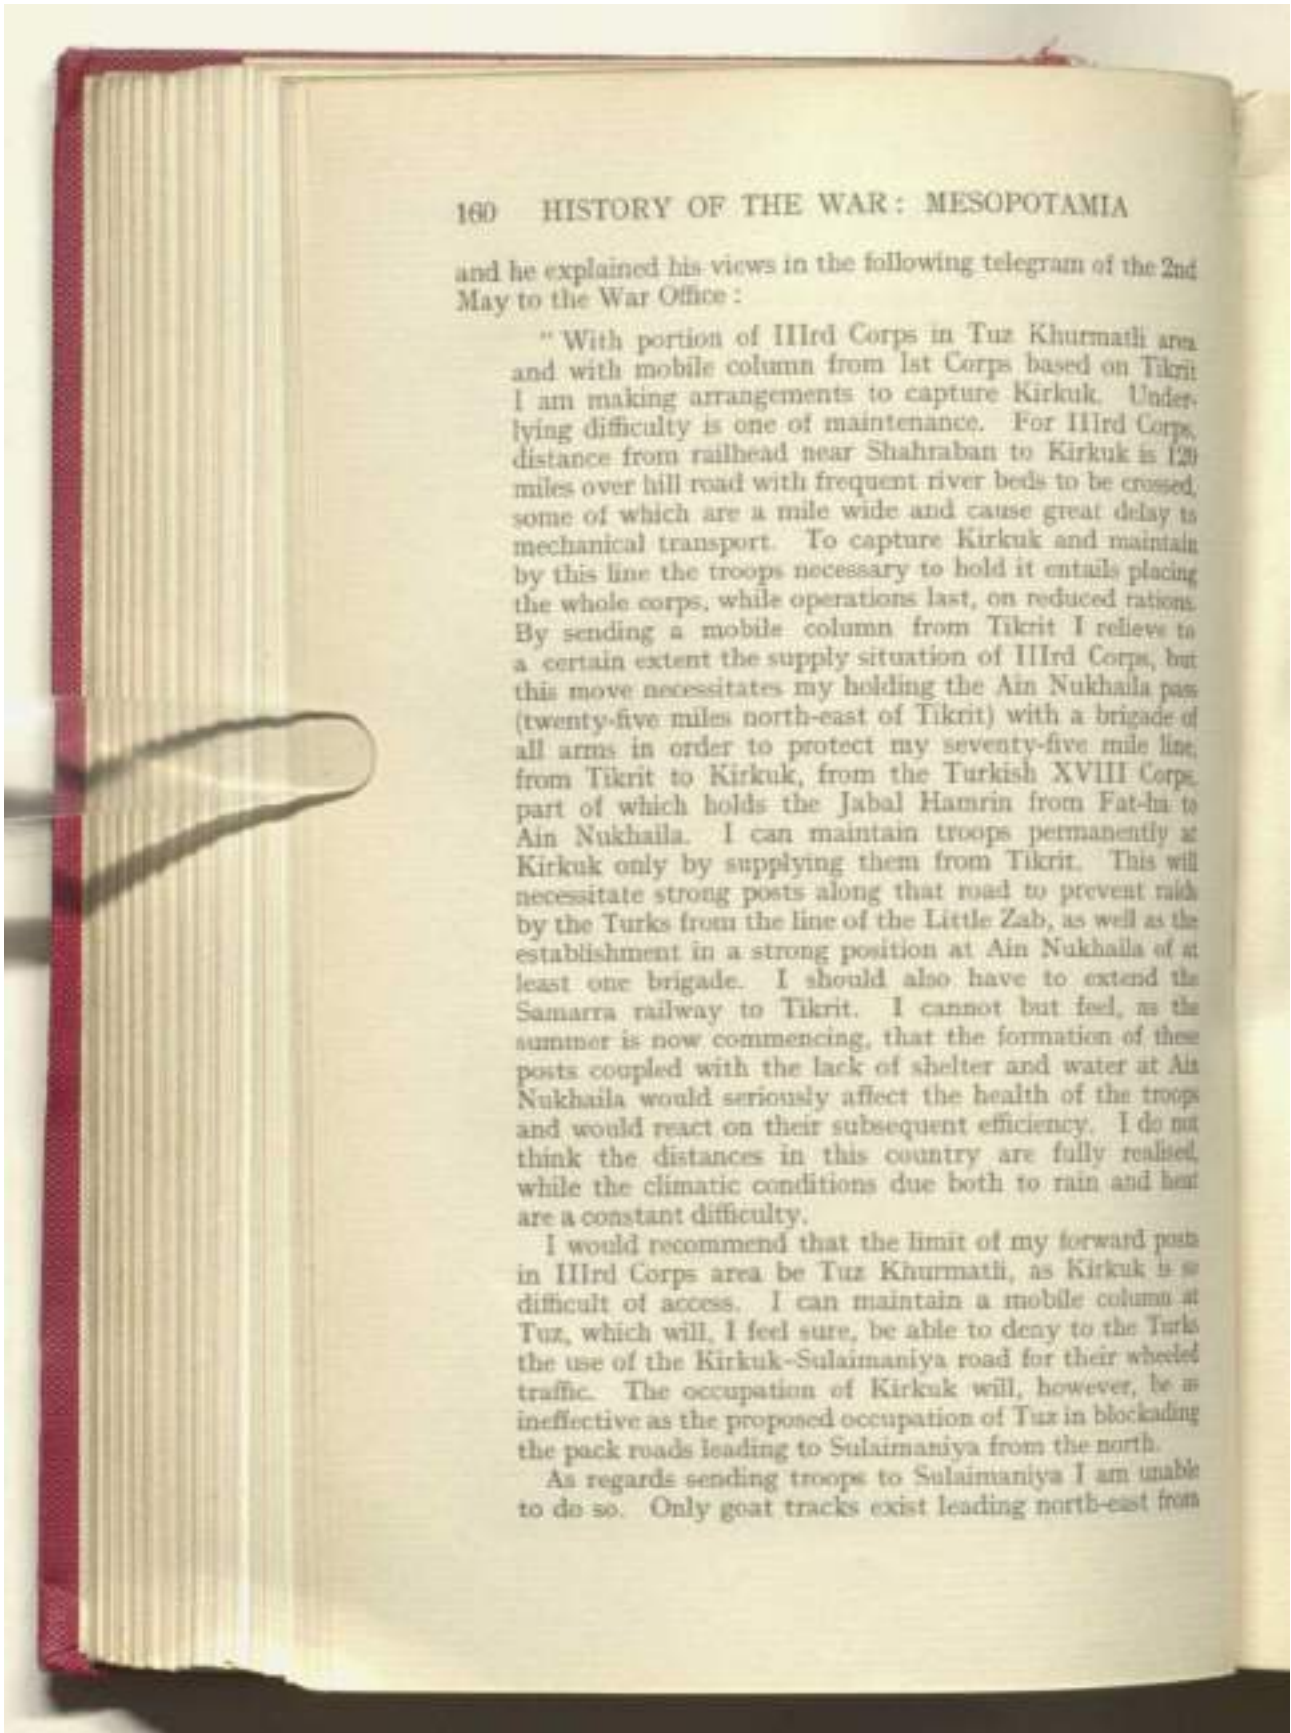 160 HISTORY OF THE WAR: MESOPOTAMIA
and he explained his views in the following telegram of the 2nd
May to the War Office :
" With portion of IIIrd Corps in Tuz Khurmatli area
and with mobile column from Ist Corps based on Tikrit
I am making arrangements to capture Kirkuk. Under-
lying difficulty is one of maintenance. For IIIrd Corps,
distance from railhead near Shahraban to Kirkuk is 120
miles over hill road with frequent river beds to be crossed,
some of which are a mile wide and cause great delay to
mechanical transport. To capture Kirkuk and maintain
by this line the troops necessary to hold it entails placing
the whole corps, while operations last, on reduced rations.
By sending a mobile column from Tikrit I relieve to
a certain extent the supply situation of IIIrd Corps, but
this move necessitates my holding the Ain Nukhaila pass
(twenty-five miles north-east of Tikrit) with a brigade of
all arms in order to protect my seventy-five mile line,
from Tikrit to Kirkuk, from the Turkish XVIII Corps,
part of which holds the Jabal Hamrin from Fat-ha to
Ain Nukhaila. I can maintain troops permanently at
Kirkuk only by supplying them from Tikrit. This will
necessitate strong posts along that road to prevent raids
by the Turks from the line of the Little Zab, as well as the
establishment in a strong position at Ain Nukhaila of at
least one brigade. I should also have to extend the
Samarra railway to Tikrit. I cannot but feel, as the
summer is now commencing, that the formation of these
posts coupled with the lack of shelter and water at Ain
Nukhaila would seriously affect the health of the troops
and would react on their subsequent efficiency. I do not
think the distances in this country are fully realised,
while the climatic conditions due both to rain and heat
are a constant difficulty.
I would recommend that the limit of my forward posts
in IIIrd Corps area be Tuz Khurmatli, as Kirkuk is so
difficult of access. I can maintain a mobile column at
Tuz, which will, I feel sure, be able to deny to the Turks
the use of the Kirkuk-Sulaimaniya road for their wheeled
traffic. The occupation of Kirkuk will, however, be as
ineffective as the proposed occupation of Tuz in blockading
the pack roads leading to Sulaimaniya from the north.
As regards sending troops to Sulaimaniya I am unable
to do so. Only goat tracks exist leading north-east from